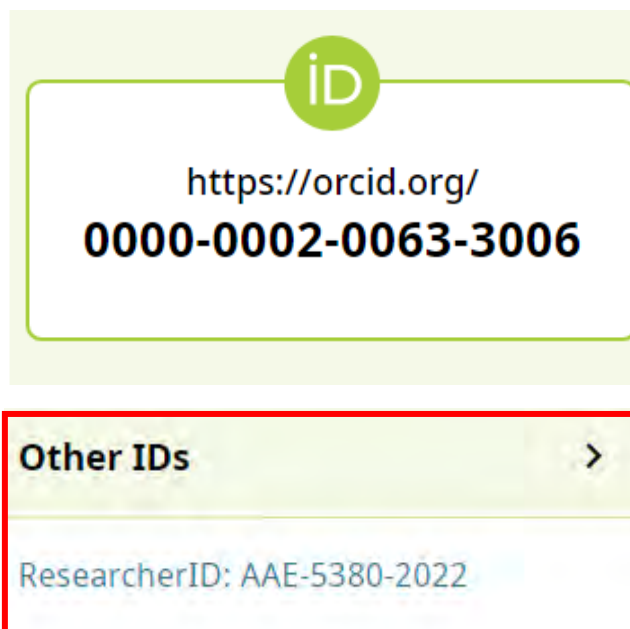 iD
https://orcid.org/
0000-0002-0063-3006
Other IDs
ResearcherID: AAE-5380-2022